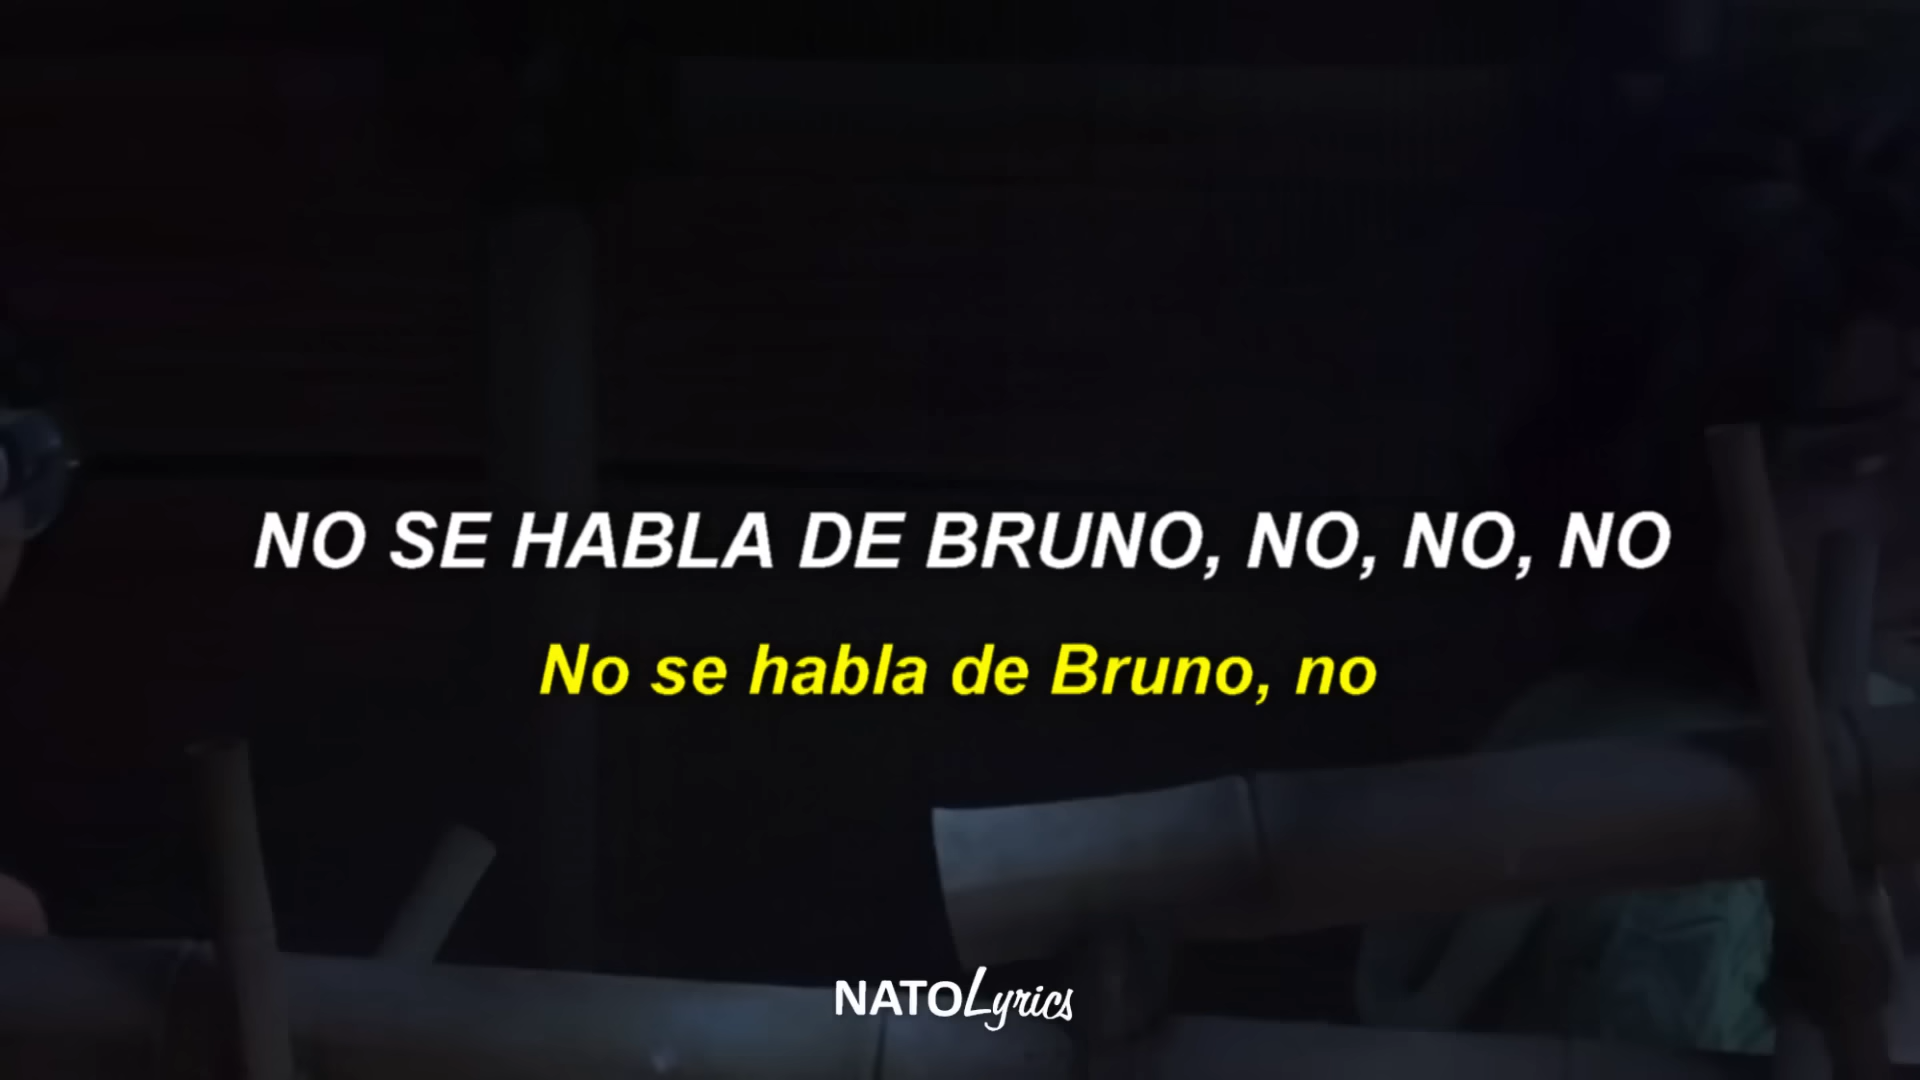 NO SE HABLA DE BRUNO, NO, NO, NO
No se habla de Bruno, no
NATOLyrics